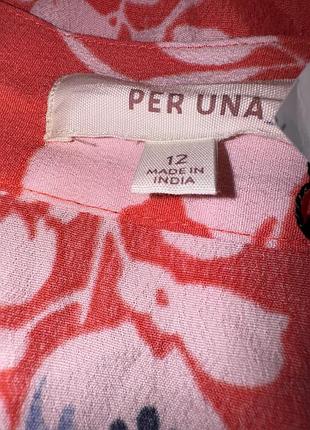 PER UNA
12
MADE IN
INDIA